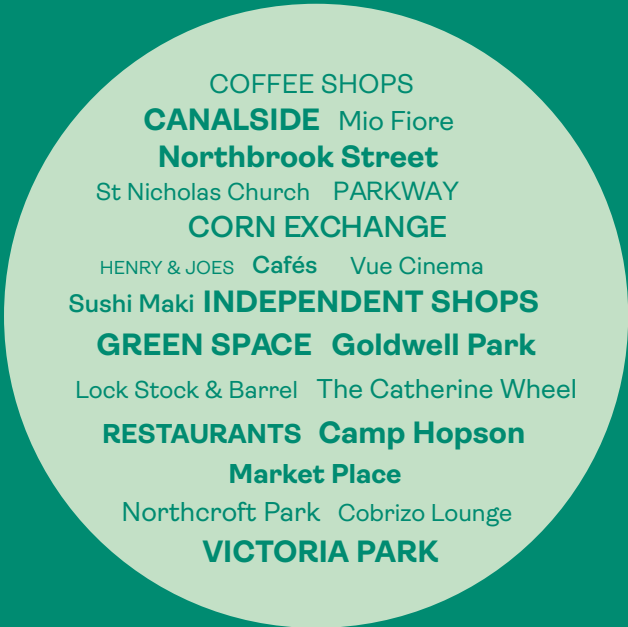 COFFEE SHOPS
CANALSIDE Mio Fiore
Northbrook Street
St Nicholas Church PARKWAY
CORN EXCHANGE
HENRY & JOES Cafés Vue Cinema
Sushi Maki INDEPENDENT SHOPS
GREEN SPACE Goldwell Park
Lock Stock & Barrel The Catherine Wheel
RESTAURANTS Camp Hopson
Market Place
Northcroft Park Cobrizo Lounge
VICTORIA PARK